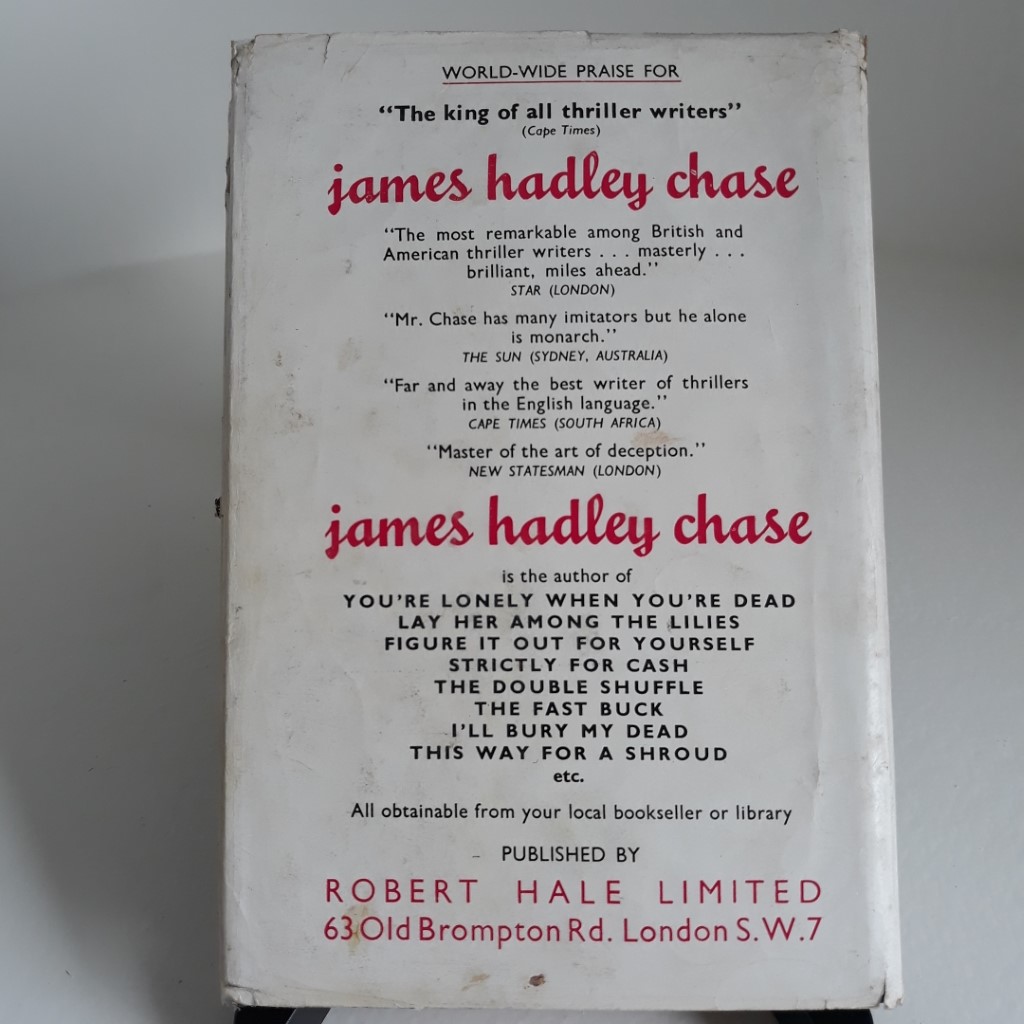 WORLD-WIDE PRAISE FOR
“The king of all thriller writers”
(Cape Times)
james hadley chase
“The most remarkable among British and
American thriller writers . . . masterly . . .
brilliant, miles ahead.”
STAR (LONDON)
“Mr. Chase has many imitators but he alone
is monarch.”
THE SUN (SYDNEY, AUSTRALIA)
“Far and away the best writer of thrillers
in the English language.”
CAPE TIMES (SOUTH AFRICA)
“Master of the art of deception.”
NEW STATESMAN (LONDON)
james hadley chase
is the author of
YOU’RE LONELY WHEN YOU’RE DEAD
LAY HER AMONG THE LILIES
FIGURE IT OUT FOR YOURSELF
STRICTLY FOR CASH
THE DOUBLE SHUFFLE
THE FAST BUCK
I’LL BURY MY DEAD
THIS WAY FOR A SHROUD
etc.
All obtainable from your local bookseller or library
PUBLISHED BY
ROBERT HALE LIMITED
63 Old Brompton Rd. London S.W.7